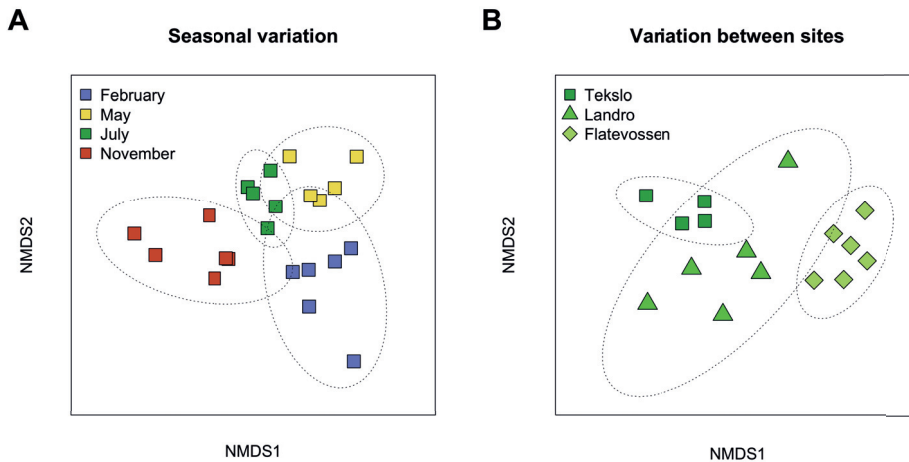 A
Seasonal variation
February
May
July
November
NMDS2
NMDS1
B
Variation between sites
Tekslo
Landro
Flatevossen
NMDS2
NMDS1